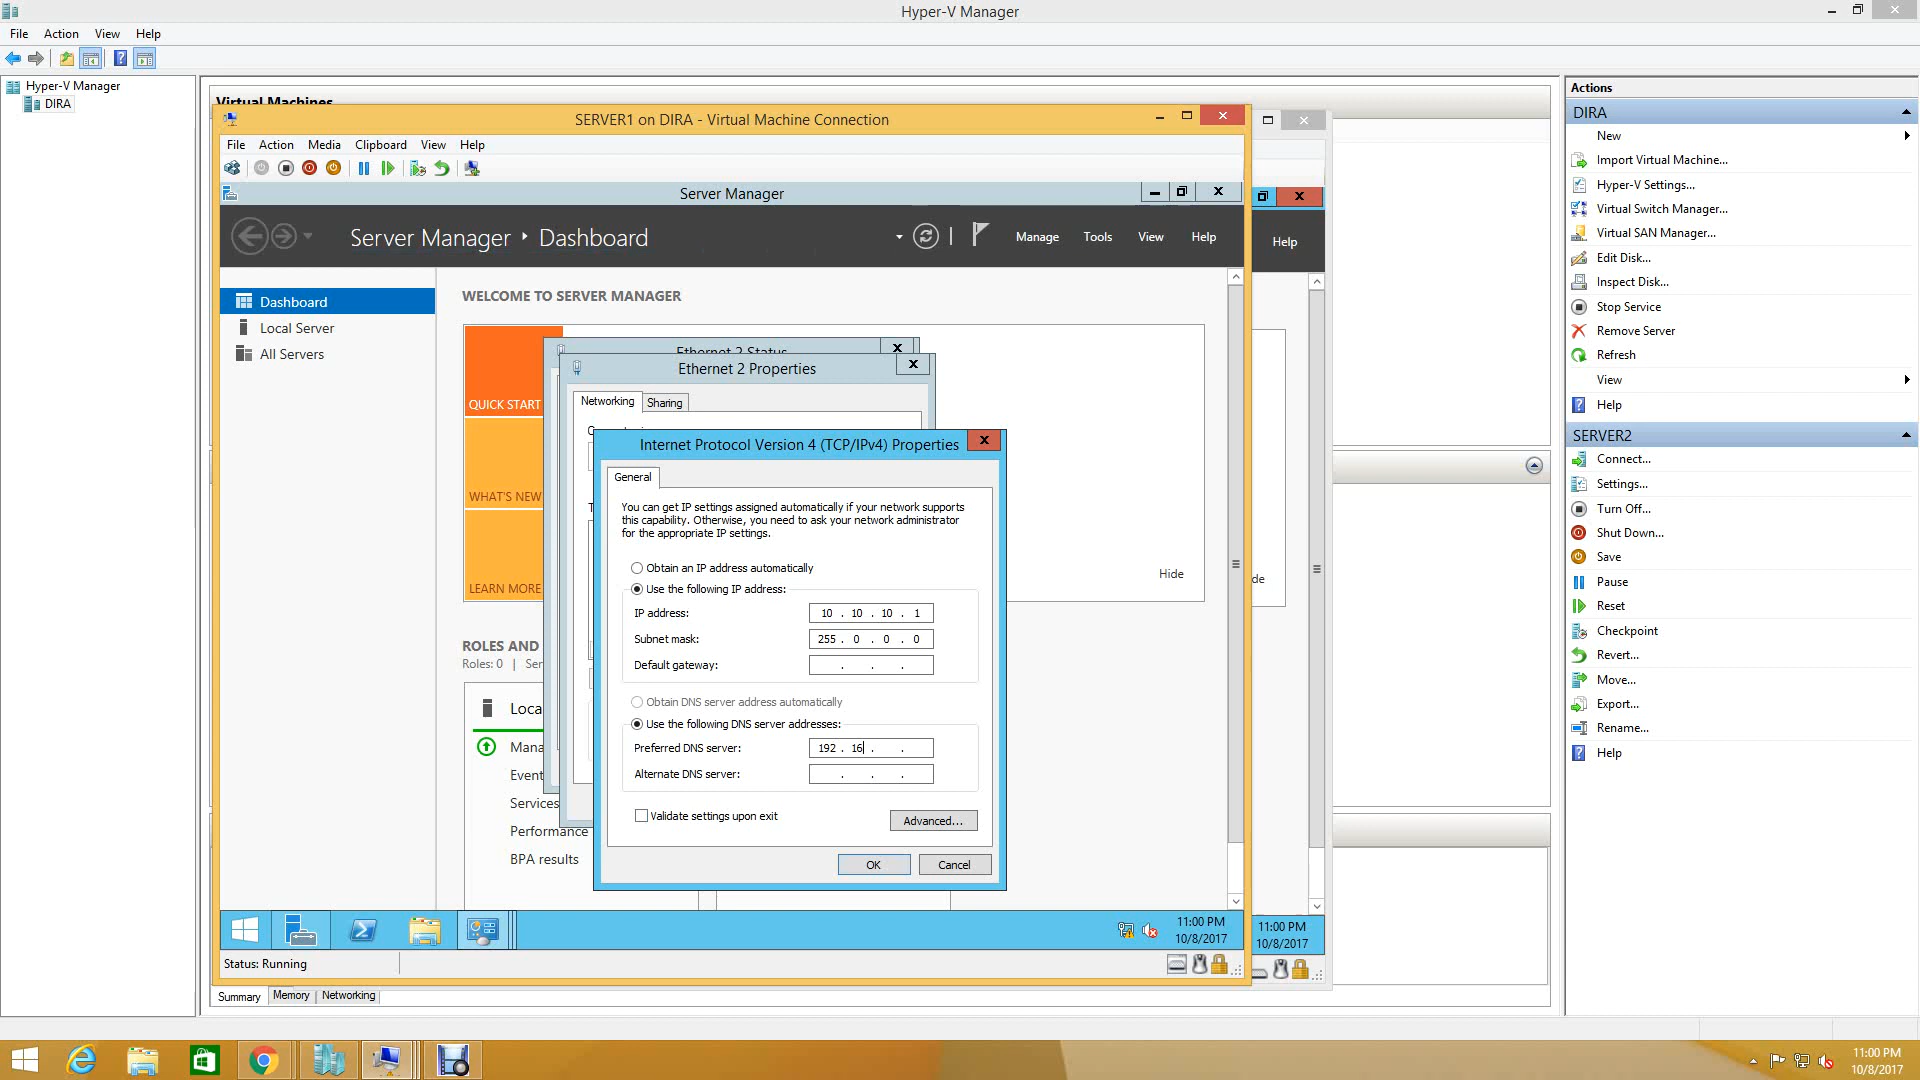 Hyper-V Manager
File Action View Help
Hyper-V Manager
DIRA
Virtual Machines
SERVER1 on DIRA - Virtual Machine Connection
File Action Media Clipboard View Help
Server Manager
Server Manager ‣ Dashboard
Manage Tools View Help
Help
Dashboard
Local Server
All Servers
WELCOME TO SERVER MANAGER
QUICK START
WHAT'S NEW
LEARN MORE
Hide
de
Ethernet 2 Status
Ethernet 2 Properties
Networking Sharing
Internet Protocol Version 4 (TCP/IPv4) Properties
General
You can get IP settings assigned automatically if your network supports
this capability. Otherwise, you need to ask your network administrator
for the appropriate IP settings.
Obtain an IP address automatically
Use the following IP address:
IP address: 10 . 10 . 10 . 1
Subnet mask: 255 . 0 . 0 . 0
Default gateway: . . .
Obtain DNS server address automatically
Use the following DNS server addresses:
Preferred DNS server: 192 . 16 . .
Alternate DNS server: . . .
Validate settings upon exit
Advanced...
OK Cancel
ROLES AND
Roles: 0 | Ser
Loca
Mana
Event
Services
Performance
BPA results
11:00 PM
10/8/2017
11:00 PM
10/8/2017
Status: Running
Summary Memory Networking
Actions
DIRA
New
Import Virtual Machine...
Hyper-V Settings...
Virtual Switch Manager...
Virtual SAN Manager...
Edit Disk...
Inspect Disk...
Stop Service
Remove Server
Refresh
View
Help
SERVER2
Connect...
Settings...
Turn Off...
Shut Down...
Save
Pause
Reset
Checkpoint
Revert...
Move...
Export...
Rename...
Help
11:00 PM
10/8/2017